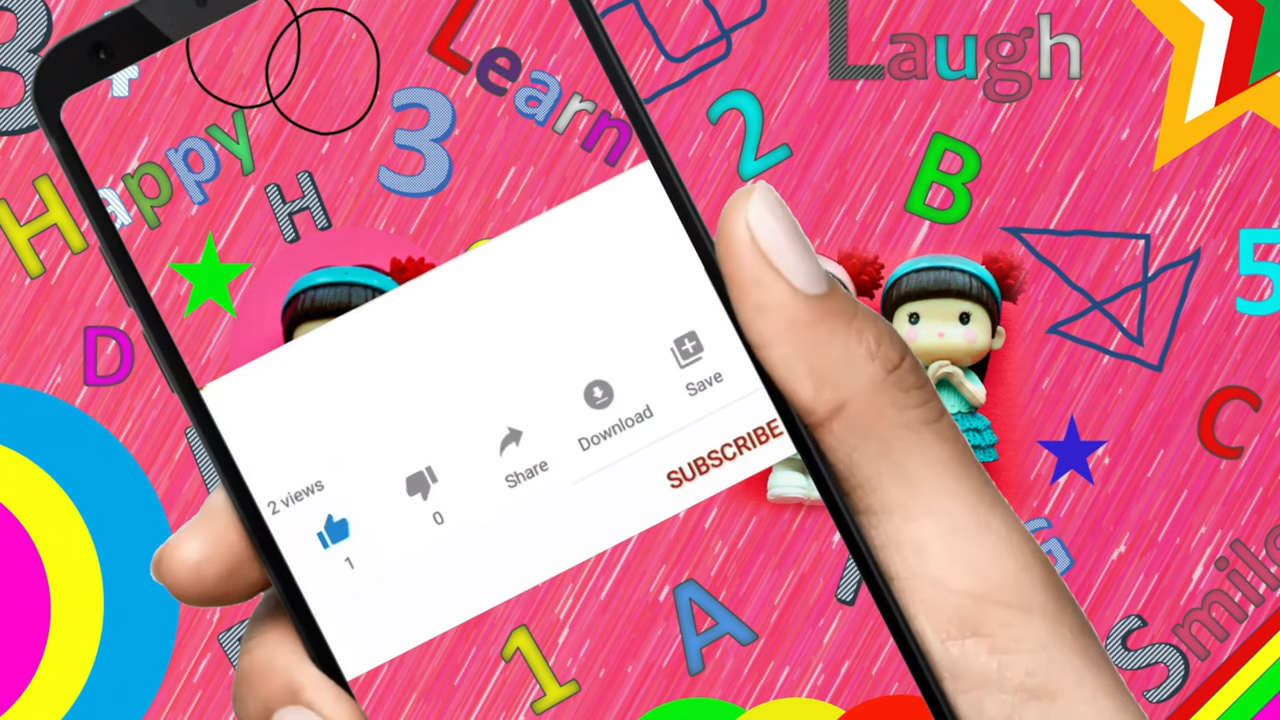 Learn
Laugh
3
2
Happy
B
H
H
5
D
C
Save
Download
Share
SUBSCRIBE
2 views
0
1
A
1
Smile